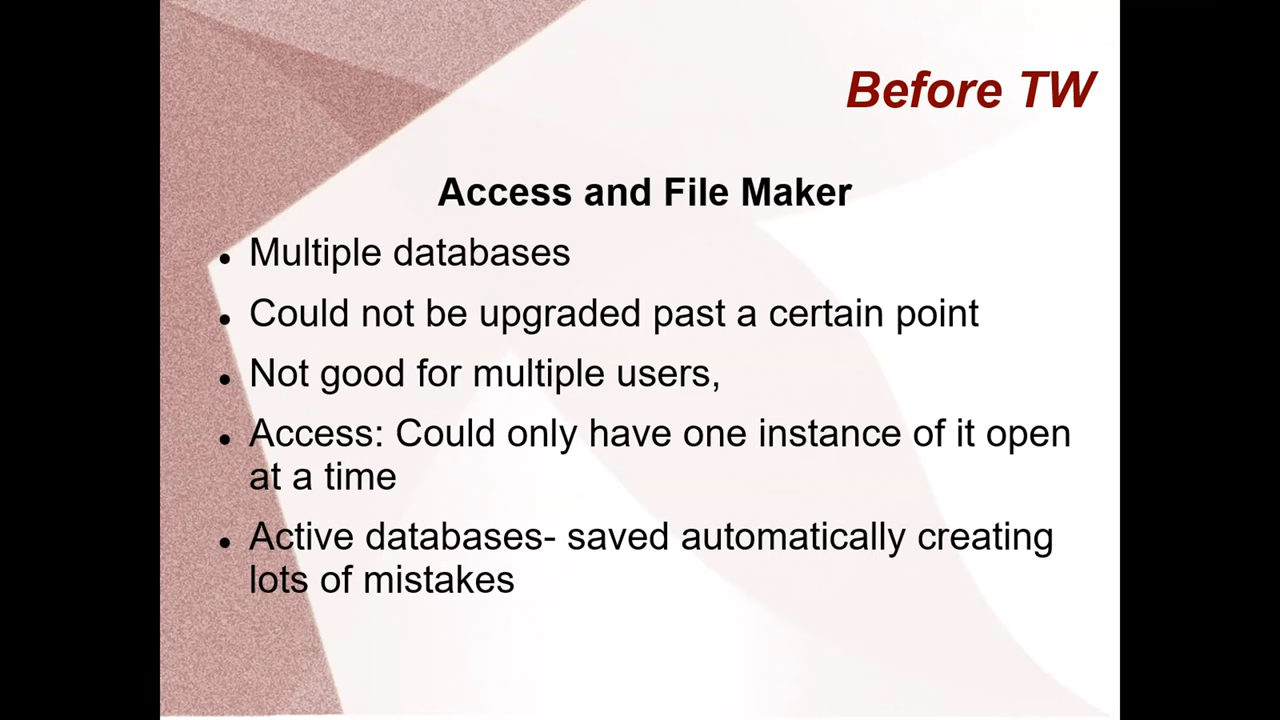 Before TW
Access and File Maker
• Multiple databases
• Could not be upgraded past a certain point
• Not good for multiple users,
• Access: Could only have one instance of it open
at a time
• Active databases- saved automatically creating
lots of mistakes